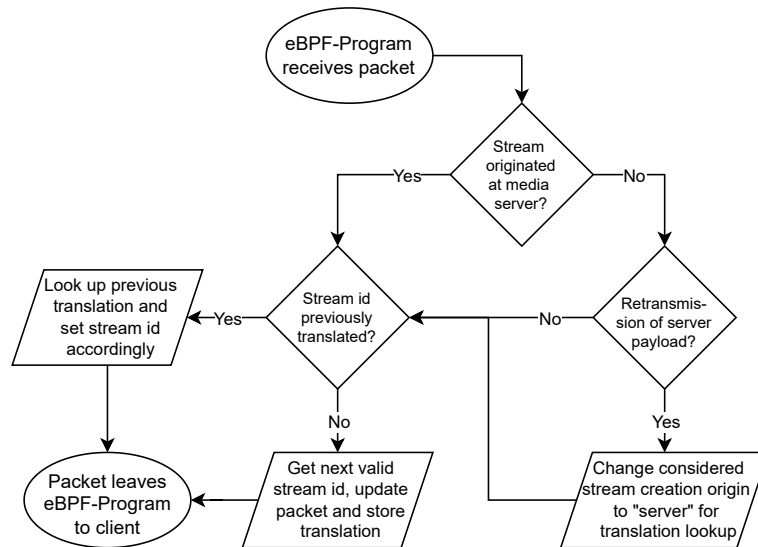 eBPF-Program
receives packet
Stream
originated
at media
server?
Yes
No
Look up previous
translation and
set stream id
accordingly
Yes
Stream id
previously
translated?
No
Retransmis-
sion of server
payload?
No
Yes
Packet leaves
eBPF-Program
to client
Get next valid
stream id, update
packet and store
translation
Change considered
stream creation origin
to "server" for
translation lookup